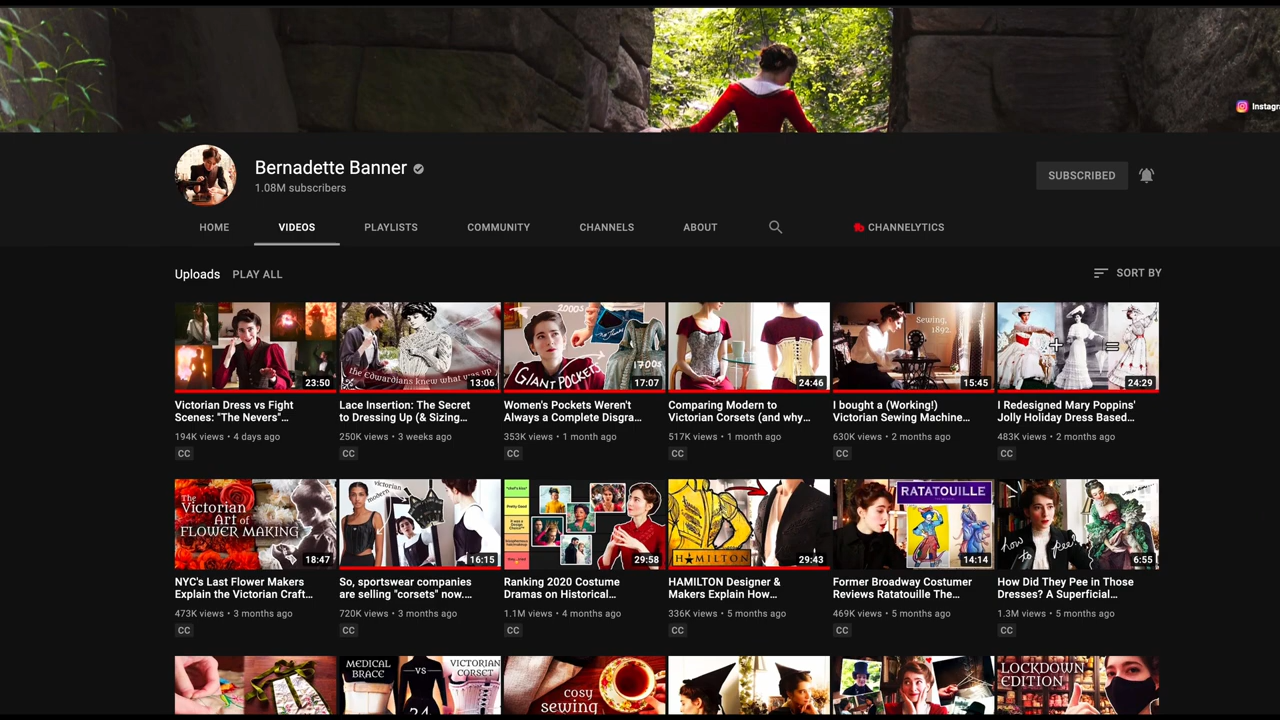 Instagra
Bernadette Banner
1.08M subscribers
SUBSCRIBED
HOME VIDEOS PLAYLISTS COMMUNITY CHANNELS ABOUT CHANNELYTICS
Uploads PLAY ALL SORT BY
23:50
the Edwardians knew what was up
13:06
2000s
1700s
GIANT POCKETS
17:07
24:46
Sewing,
1892.
15:45
+ =
24:29
Victorian Dress vs Fight
Scenes: "The Nevers"...
194K views • 4 days ago
CC
Lace Insertion: The Secret
to Dressing Up (& Sizing...
250K views • 3 weeks ago
CC
Women's Pockets Weren't
Always a Complete Disgra...
353K views • 1 month ago
CC
Comparing Modern to
Victorian Corsets (and why...
517K views • 1 month ago
CC
I bought a (Working!)
Victorian Sewing Machine...
630K views • 2 months ago
CC
I Redesigned Mary Poppins'
Jolly Holiday Dress Based...
483K views • 2 months ago
CC
The
Victorian
Art of
FLOWER MAKING
18:47
victorian
modern
16:15
Pretty Good
29:58
HAMILTON
29:43
RATATOUILLE
14:14
how to pee
6:55
NYC's Last Flower Makers
Explain the Victorian Craft...
473K views • 3 months ago
CC
So, sportswear companies
are selling "corsets" now....
720K views • 3 months ago
CC
Ranking 2020 Costume
Dramas on Historical...
1.1M views • 4 months ago
CC
HAMILTON Designer &
Makers Explain How...
336K views • 5 months ago
CC
Former Broadway Costumer
Reviews Ratatouille The...
469K views • 5 months ago
CC
How Did They Pee in Those
Dresses? A Superficial...
1.3M views • 5 months ago
CC
MEDICAL
BRACE
VS
VICTORIAN
CORSET
24
cosy
sewing
LOCKDOWN
EDITION